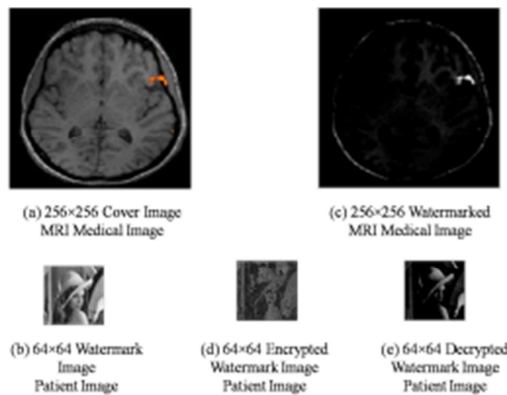 (a) 256×256 Cover Image
MRI Medical Image
(c) 256×256 Watermarked
MRI Medical Image
(b) 64×64 Watermark
Image
Patient Image
(d) 64×64 Encrypted
Watermark Image
Patient Image
(e) 64×64 Decrypted
Watermark Image
Patient Image